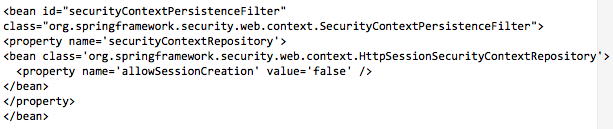 <bean id="securityContextPersistenceFilter"
class="org.springframework.security.web.context.SecurityContextPersistenceFilter">
<property name='securityContextRepository'>
<bean class='org.springframework.security.web.context.HttpSessionSecurityContextRepository'>
  <property name='allowSessionCreation' value='false' />
</bean>
</property>
</bean>